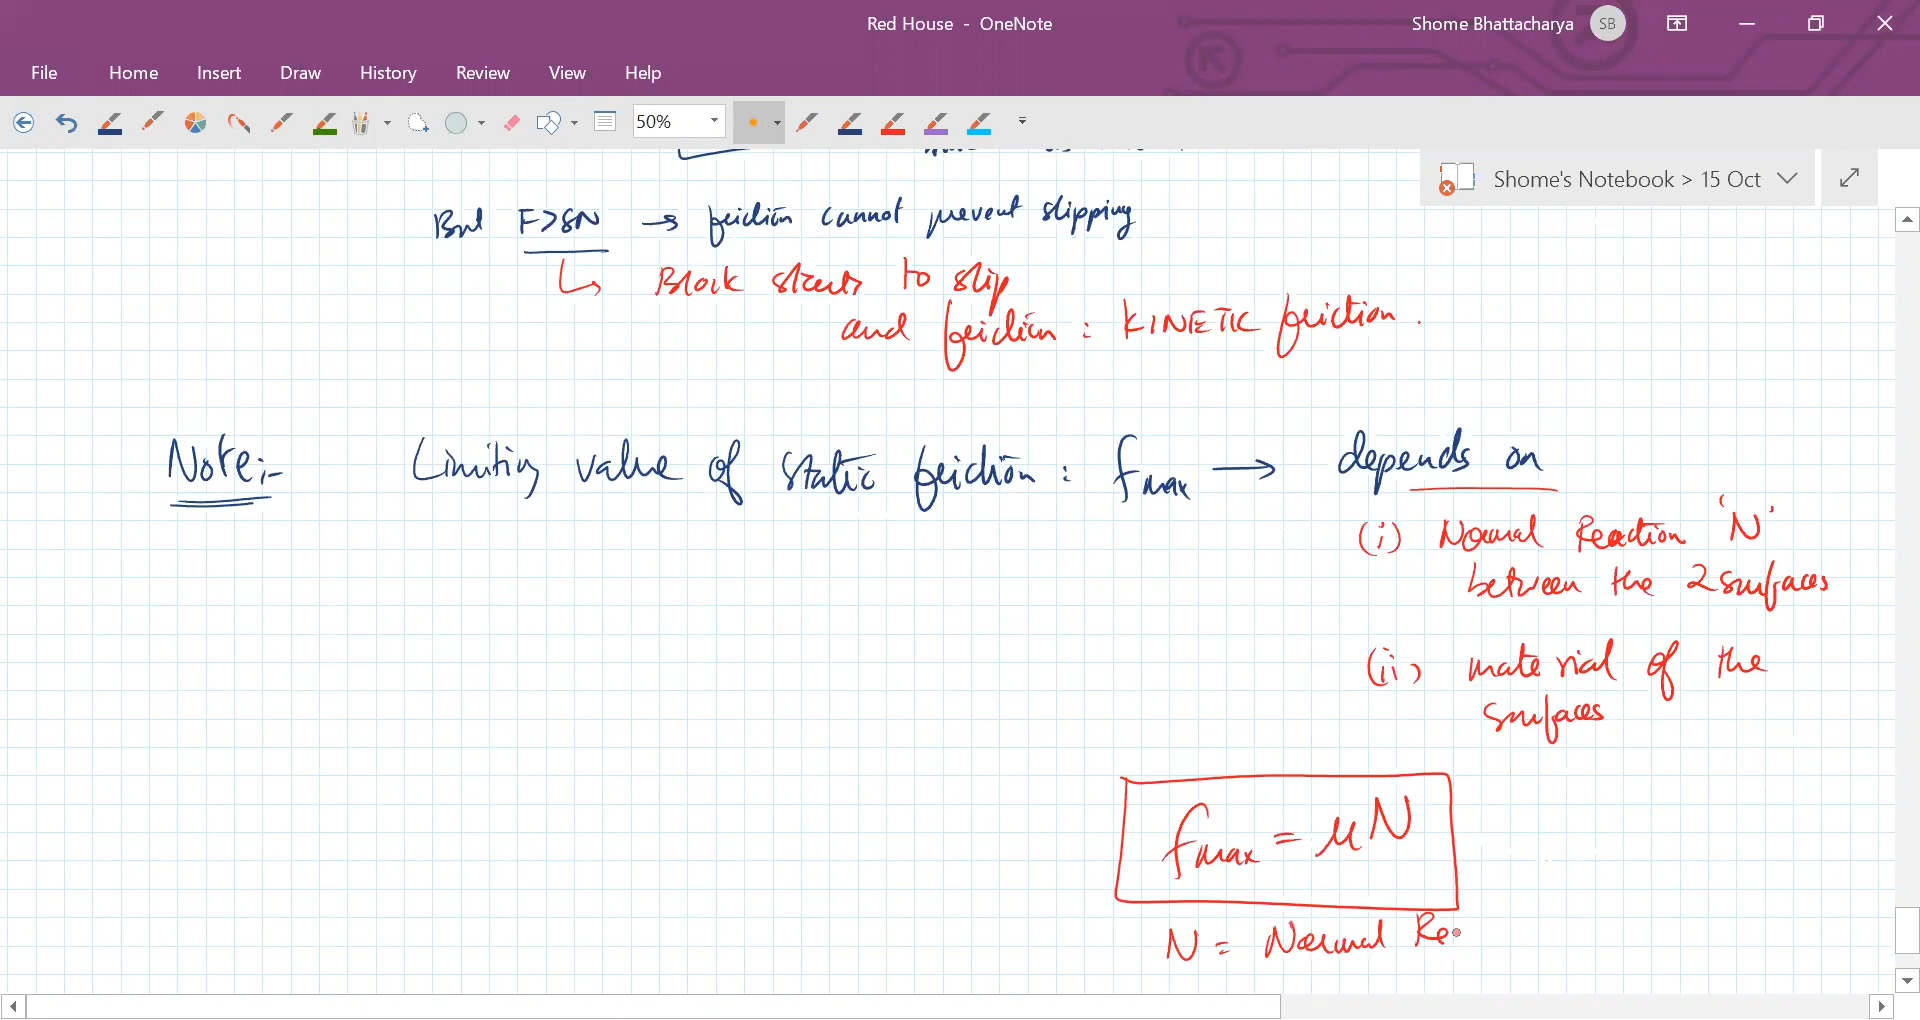 Red House - OneNote
Shome Bhattacharya SB
File Home Insert Draw History Review View Help
50%
Shome's Notebook > 15 Oct
But F>8N → friction cannot prevent slipping
Block starts to slip
and friction : KINETIC friction.
Note:- Limiting value of static friction : fmax → depends on
(i) Normal Reaction 'N'
between the 2 surfaces
(ii) material of the
surfaces
fmax = μN
N = Normal Re